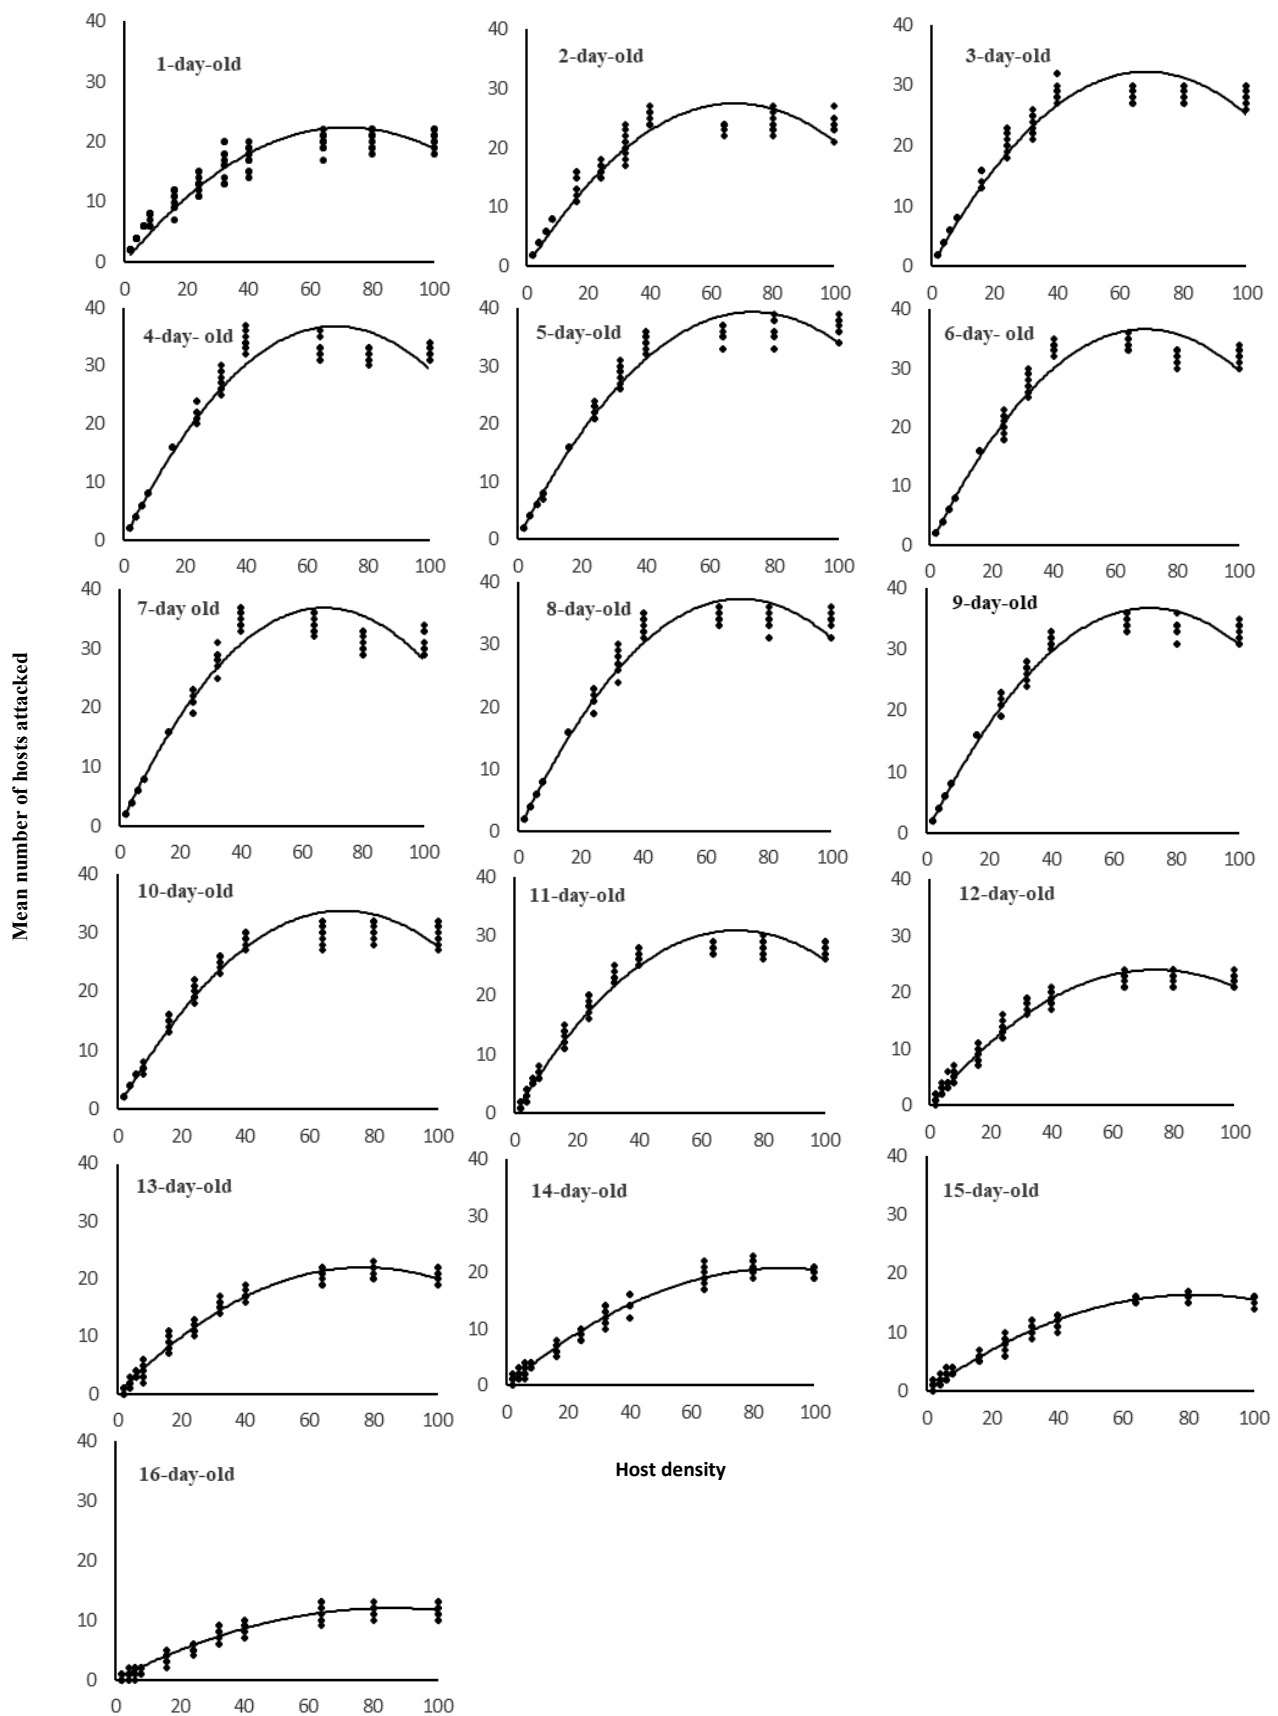 40
30
20
10
0
0 20 40 60 80 100
1-day-old
40
30
20
10
0
0 20 40 60 80 100
2-day-old
40
30
20
10
0
0 20 40 60 80 100
3-day-old
40
30
20
10
0
0 20 40 60 80 100
4-day- old
40
30
20
10
0
0 20 40 60 80 100
5-day-old
40
30
20
10
0
0 20 40 60 80 100
6-day- old
40
30
20
10
0
0 20 40 60 80 100
7-day old
40
30
20
10
0
0 20 40 60 80 100
8-day-old
40
30
20
10
0
0 20 40 60 80 100
9-day-old
Mean number of hosts attacked
40
30
20
10
0
0 20 40 60 80 100
10-day-old
40
30
20
10
0
0 20 40 60 80 100
11-day-old
40
30
20
10
0
0 20 40 60 80 100
12-day-old
40
30
20
10
0
0 20 40 60 80 100
13-day-old
40
30
20
10
0
0 20 40 60 80 100
14-day-old
40
30
20
10
0
0 20 40 60 80 100
15-day-old
40
30
20
10
0
0 20 40 60 80 100
16-day-old
Host density